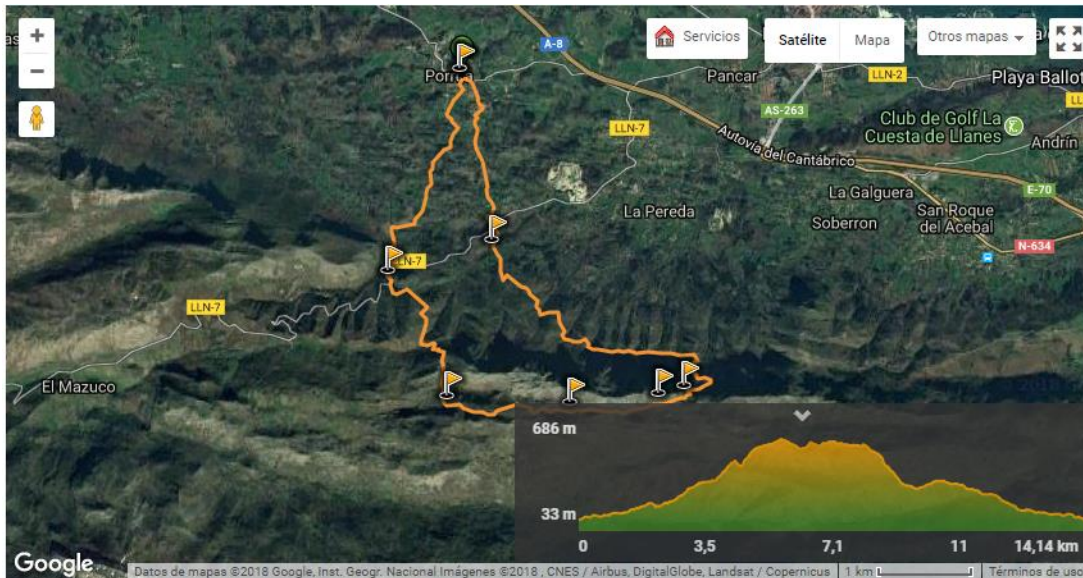 Servicios
Satélite
Mapa
Otros mapas
A-8
Pancar
LLN-2
Playa Ballot
AS-263
LLN-7
Club de Golf La
Cuesta de Llanes
Andrín
Autovía del Cantábrico
E-70
La Galguera
La Pereda
Soberron
San Roque
del Acebal
N-634
LLN-7
LLN-7
El Mazuco
686 m
33 m
0 3,5 7,1 11 14,14 km
Google
Datos de mapas ©2018 Google, Inst. Geogr. Nacional Imágenes ©2018 , CNES / Airbus, DigitalGlobe, Landsat / Copernicus
1 km
Términos de uso